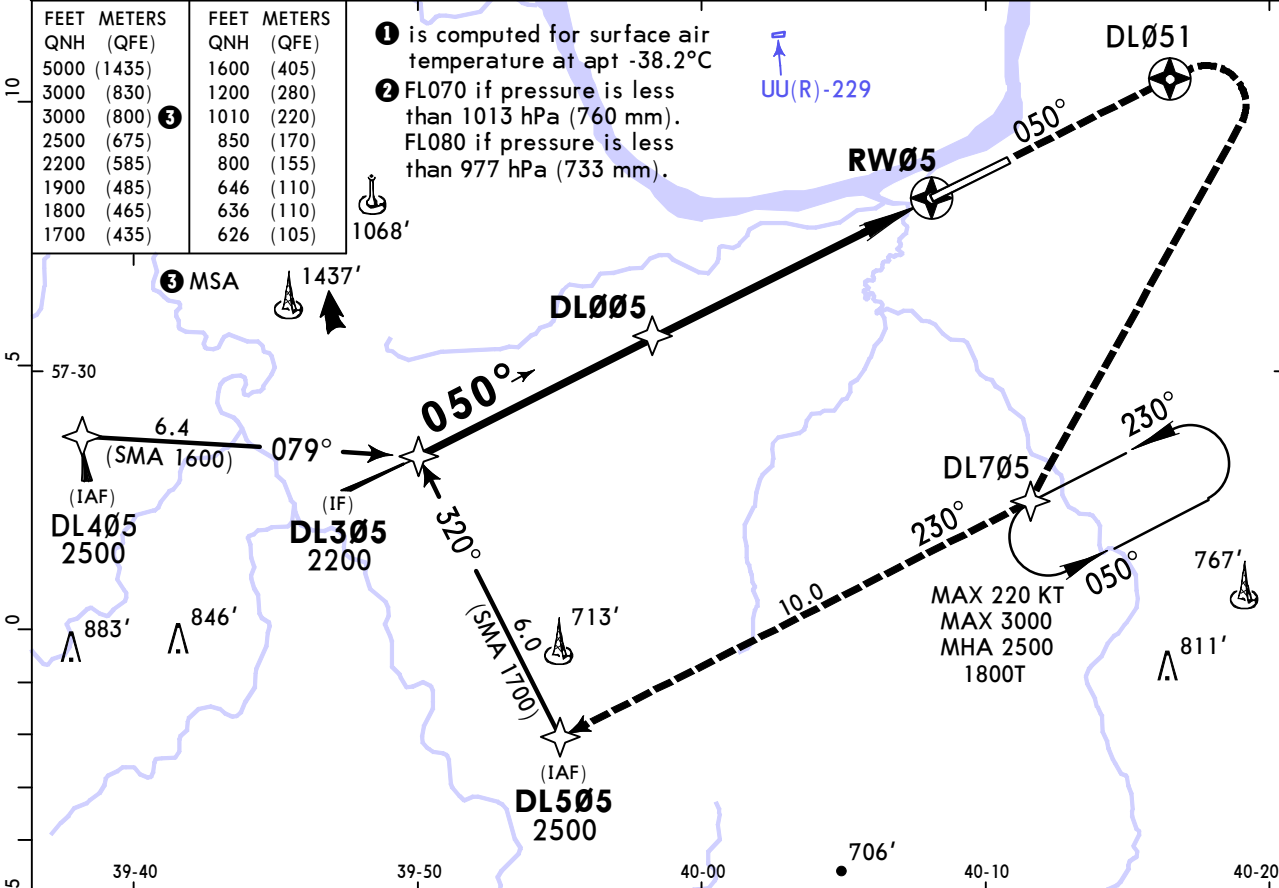 FEET METERS FEET METERS
QNH (QFE) QNH (QFE)
5000 (1435) 1600 (405)
3000 (830) 1200 (280)
3000 (800) ❸ 1010 (220)
2500 (675) 850 (170)
2200 (585) 800 (155)
1900 (485) 646 (110)
1800 (465) 636 (110)
1700 (435) 626 (105)
❶ is computed for surface air
temperature at apt -38.2°C
❷ FL070 if pressure is less
than 1013 hPa (760 mm).
FL080 if pressure is less
than 977 hPa (733 mm).
UU(R)-229
DLØ51
10
050°
RWØ5
1068'
❸ MSA
1437'
DLØØ5
5
57-30
050°
6.4
(SMA 1600)
079°
230°
DL7Ø5
(IAF)
DL4Ø5
2500
(IF)
DL3Ø5
2200
320°
230°
050°
767'
MAX 220 KT
MAX 3000
MHA 2500
1800T
10.0
6.0
(SMA 1700)
713'
0
883'
846'
811'
(IAF)
DL5Ø5
2500
706'
5
39-40
39-50
40-00
40-10
40-20